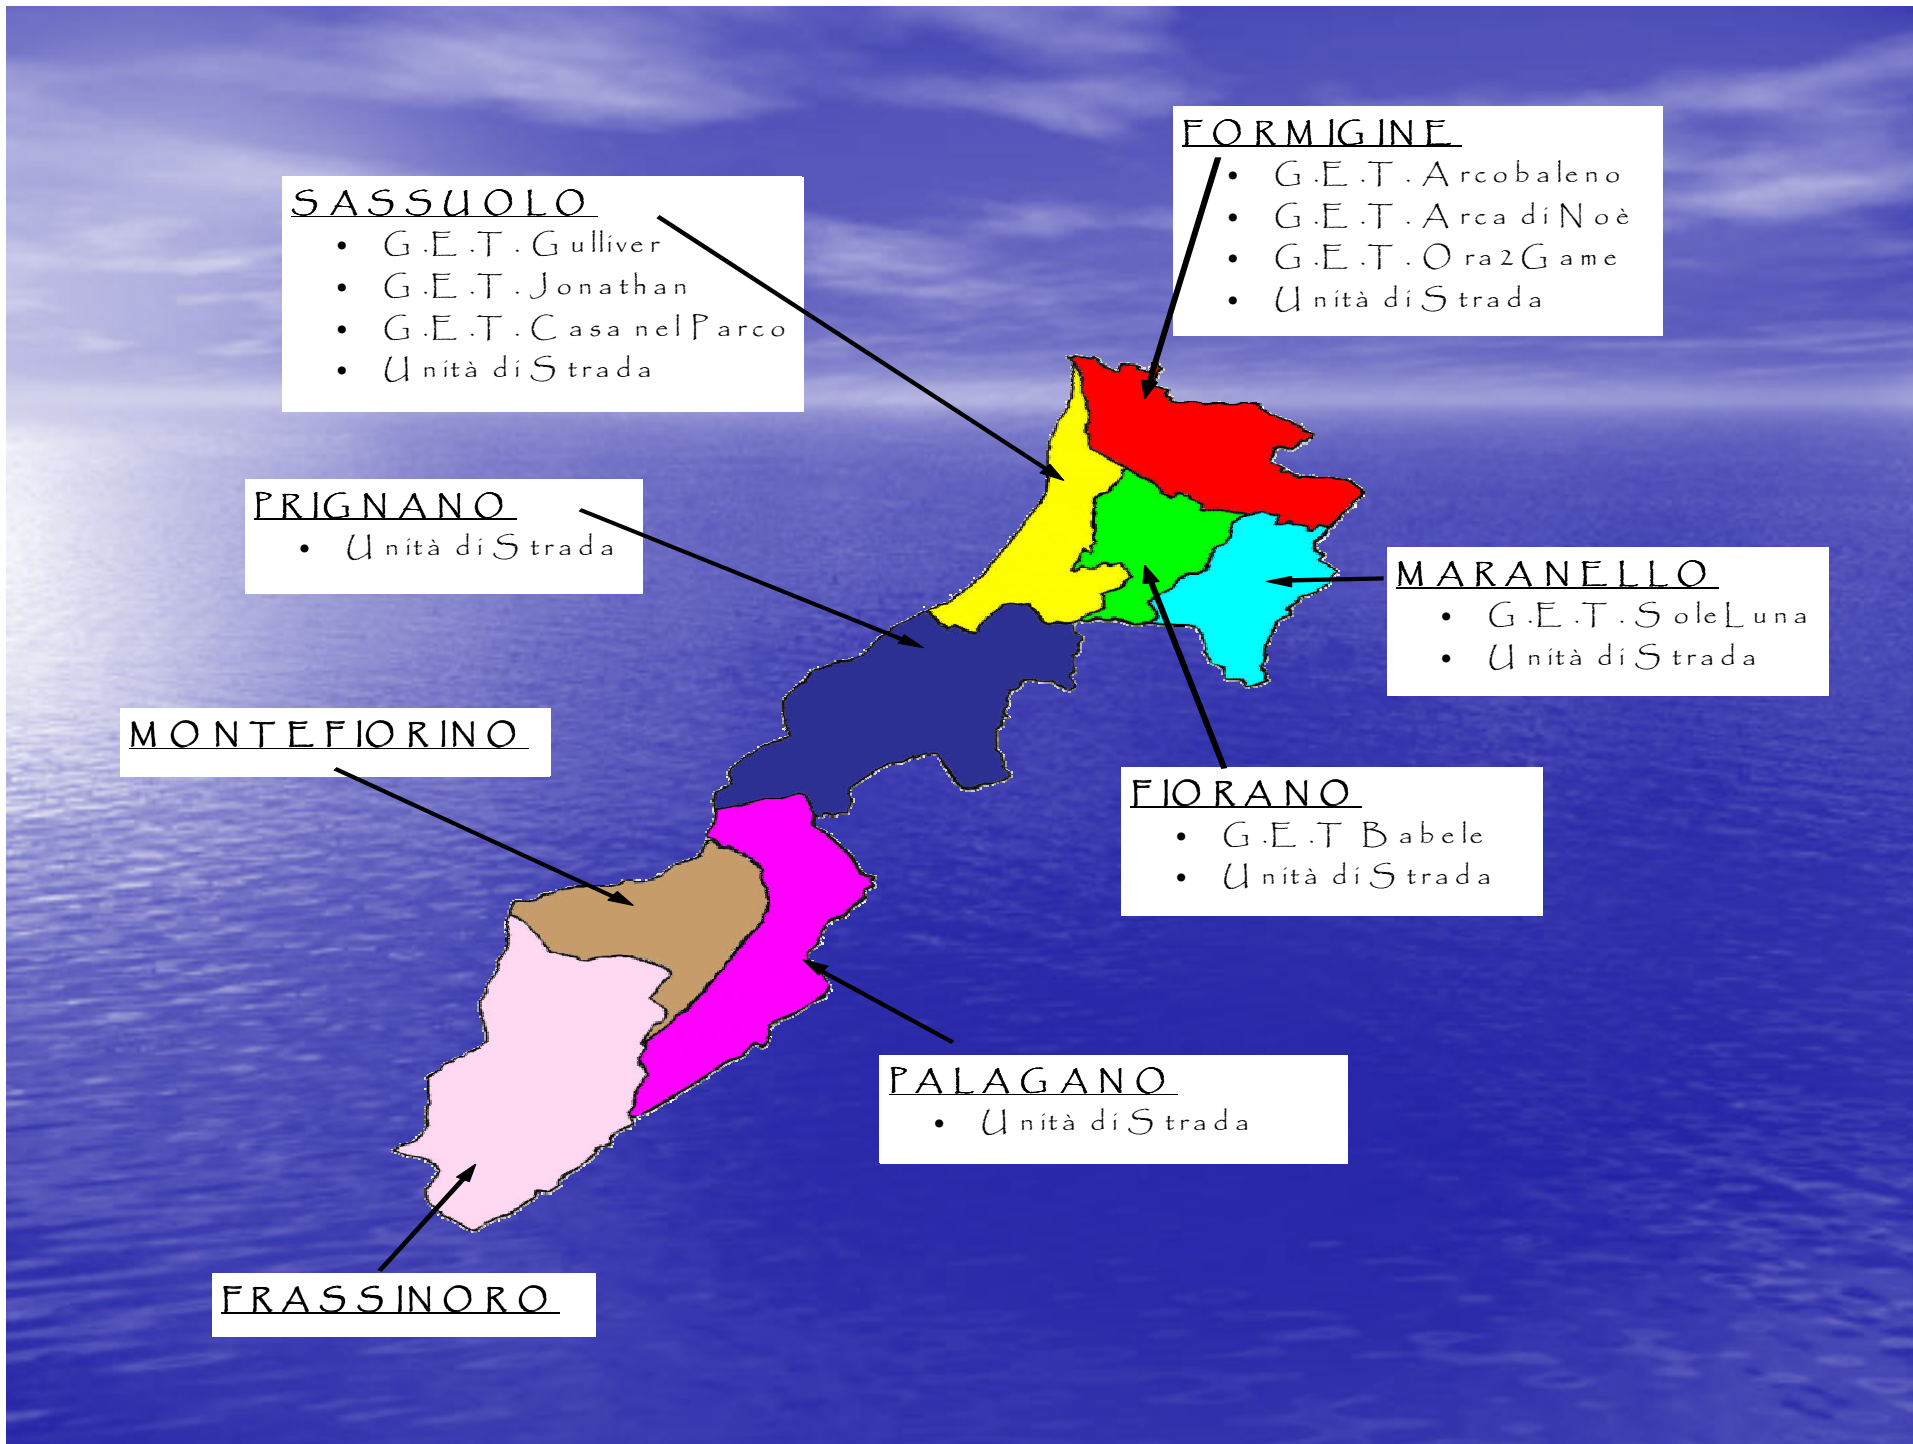 FORMIGINE
• G.E.T. Arcobaleno
• G.E.T. Arca di Noè
• G.E.T. Ora2Game
• Unità di Strada
SASSUOLO
• G.E.T. Gulliver
• G.E.T. Jonathan
• G.E.T. Casa nel Parco
• Unità di Strada
PRIGNANO
• Unità di Strada
MARANELLO
• G.E.T. SoleLuna
• Unità di Strada
MONTEFIORINO
FIORANO
• G.E.T Babele
• Unità di Strada
PALAGANO
• Unità di Strada
FRASSINORO